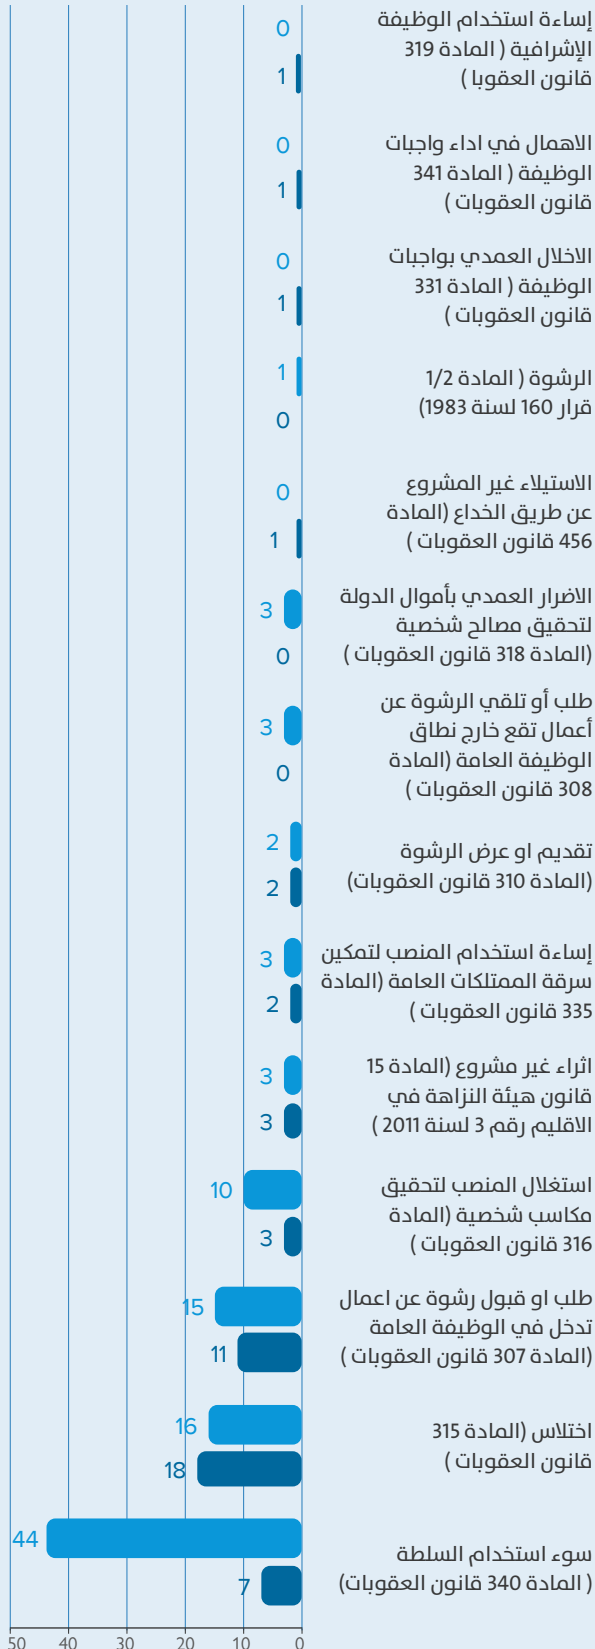 إساءة استخدام الوظيفة
الإشرافية ( المادة 319
قانون العقوبا )
0
1
الاهمال في اداء واجبات
الوظيفة ( المادة 341
قانون العقوبات )
0
1
الاخلال العمدي بواجبات
الوظيفة ( المادة 331
قانون العقوبات )
0
1
الرشوة ( المادة 1/2
قرار 160 لسنة 1983)
1
0
الاستيلاء غير المشروع
عن طريق الخداع (المادة
456 قانون العقوبات )
0
1
الاضرار العمدي بأموال الدولة
لتحقيق مصالح شخصية
(المادة 318 قانون العقوبات )
3
0
طلب أو تلقي الرشوة عن
أعمال تقع خارج نطاق
الوظيفة العامة (المادة
308 قانون العقوبات )
3
0
تقديم او عرض الرشوة
(المادة 310 قانون العقوبات)
2
2
إساءة استخدام المنصب لتمكين
سرقة الممتلكات العامة (المادة
335 قانون العقوبات )
3
2
اثراء غير مشروع (المادة 15
قانون هيئة النزاهة في
الاقليم رقم 3 لسنة 2011 )
3
3
استغلال المنصب لتحقيق
مكاسب شخصية (المادة
316 قانون العقوبات )
10
3
طلب او قبول رشوة عن اعمال
تدخل في الوظيفة العامة
(المادة 307 قانون العقوبات )
15
11
اختلاس (المادة 315
قانون العقوبات )
16
18
سوء استخدام السلطة
( المادة 340 قانون العقوبات)
44
7
50 40 30 20 10 0